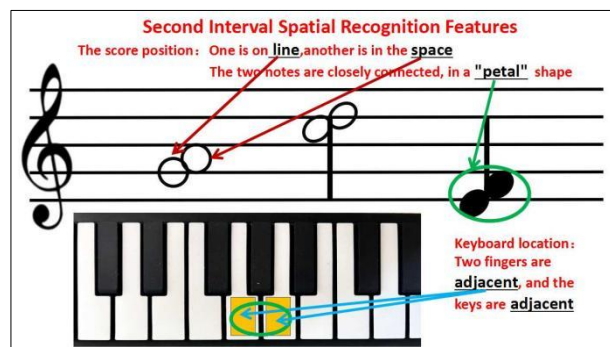 Second Interval Spatial Recognition Features
The score position： One is on line,another is in the space
The two notes are closely connected, in a "petal" shape
Keyboard location：
Two fingers are
adjacent, and the
keys are adjacent